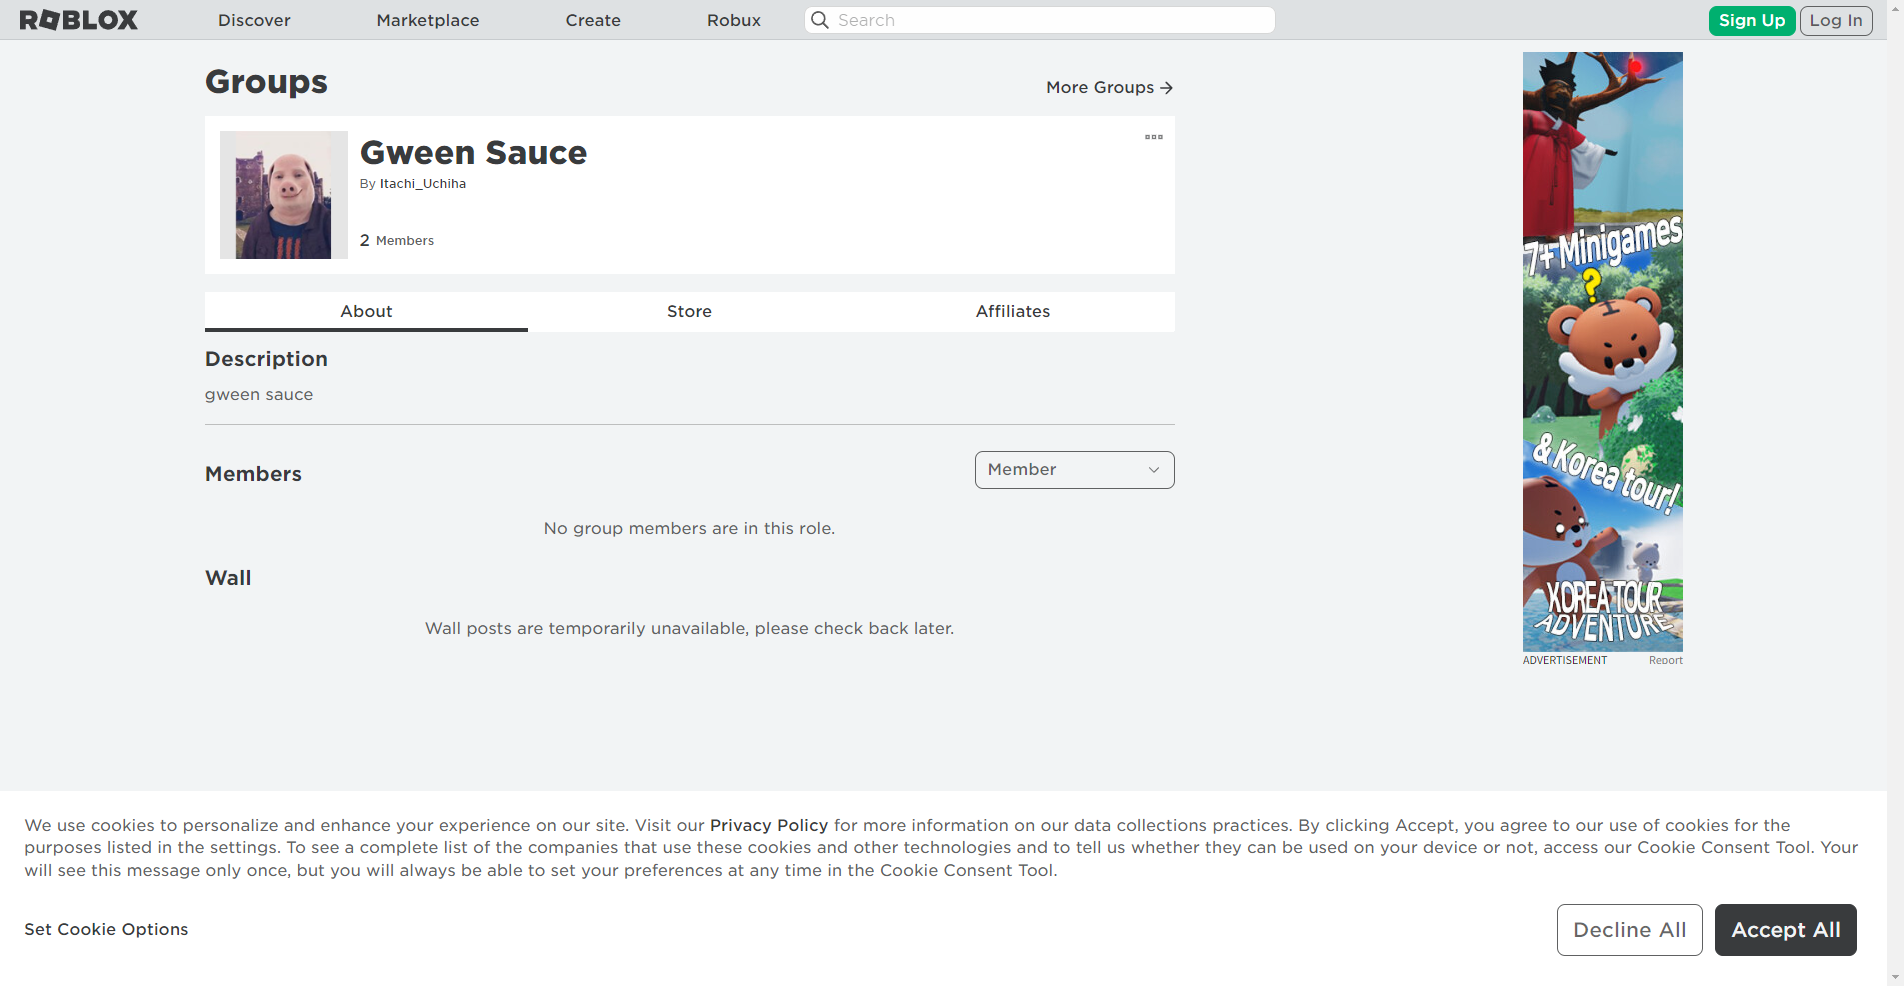 ROBLOX
Discover
Marketplace
Create
Robux
Search
Sign Up
Log In
Groups
More Groups
Gween Sauce
By Itachi_Uchiha
2 Members
About
Store
Affiliates
Description
gween sauce
Members
Member
No group members are in this role.
Wall
Wall posts are temporarily unavailable, please check back later.
7+ Minigames
?
& Korea tour!
KOREA TOUR
ADVENTURE
ADVERTISEMENT
Report
We use cookies to personalize and enhance your experience on our site. Visit our Privacy Policy for more information on our data collections practices. By clicking Accept, you agree to our use of cookies for the
purposes listed in the settings. To see a complete list of the companies that use these cookies and other technologies and to tell us whether they can be used on your device or not, access our Cookie Consent Tool. Your
will see this message only once, but you will always be able to set your preferences at any time in the Cookie Consent Tool.
Set Cookie Options
Decline All
Accept All